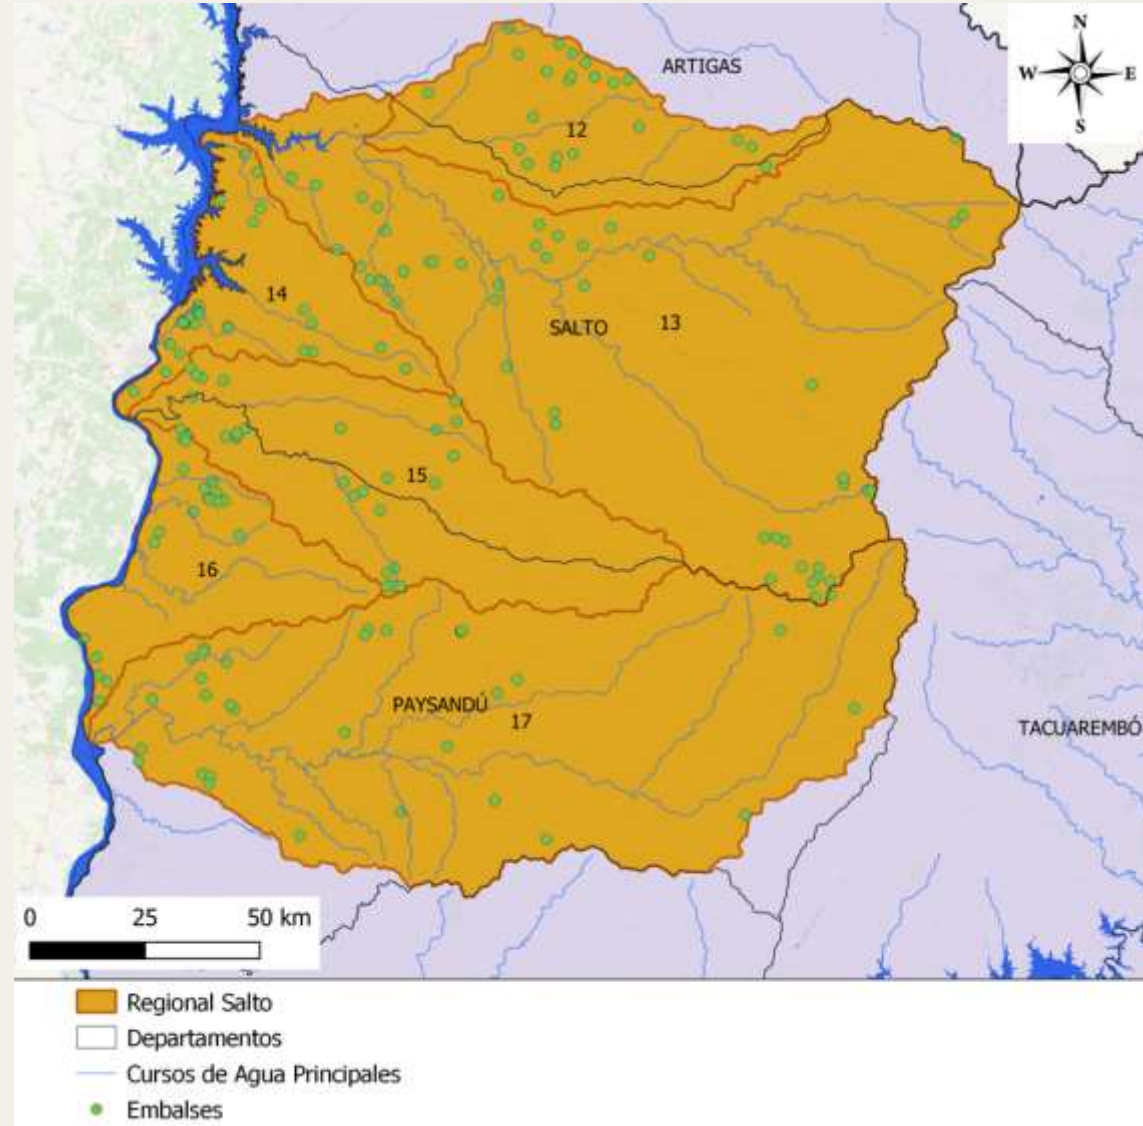 N
ARTIGAS
W E
S
12
14
SALTO 13
15
16
PAYSANDÚ
17
TACUAREMBÓ
0 25 50 km
Regional Salto
Departamentos
Cursos de Agua Principales
Embalses